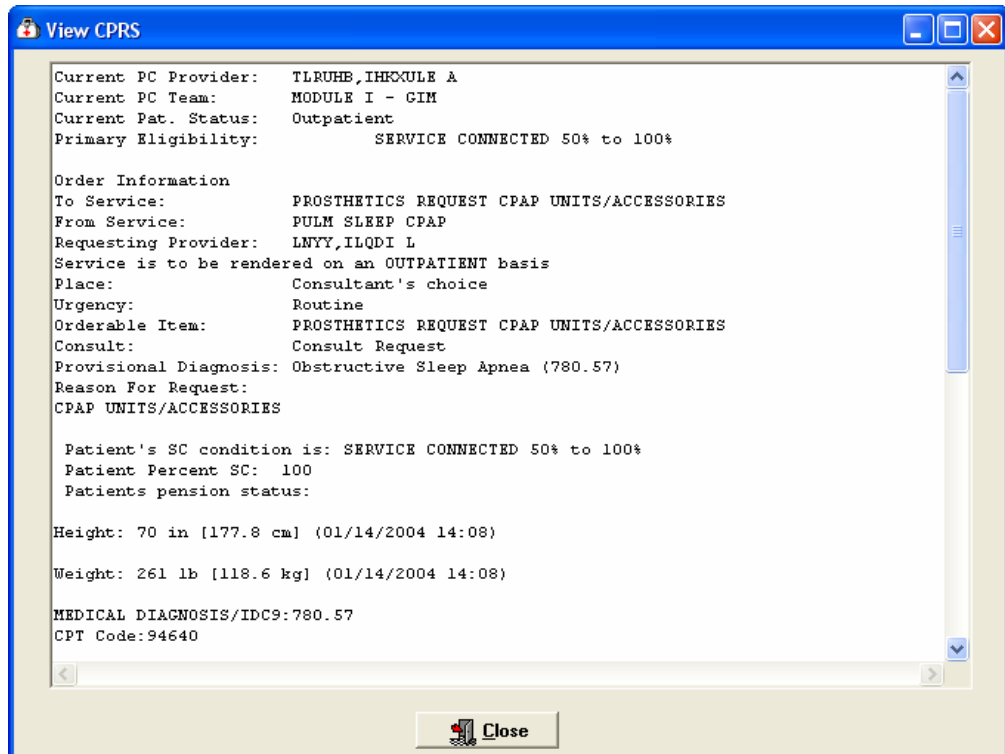 View CPRS
Current PC Provider: TLRUHB,IHKXULE A
Current PC Team: MODULE I - GIM
Current Pat. Status: Outpatient
Primary Eligibility: SERVICE CONNECTED 50% to 100%
Order Information
To Service: PROSTHETICS REQUEST CPAP UNITS/ACCESSORIES
From Service: PULM SLEEP CPAP
Requesting Provider: LNYY,ILQDI L
Service is to be rendered on an OUTPATIENT basis
Place: Consultant's choice
Urgency: Routine
Orderable Item: PROSTHETICS REQUEST CPAP UNITS/ACCESSORIES
Consult: Consult Request
Provisional Diagnosis: Obstructive Sleep Apnea (780.57)
Reason For Request:
CPAP UNITS/ACCESSORIES
Patient's SC condition is: SERVICE CONNECTED 50% to 100%
Patient Percent SC: 100
Patients pension status:
Height: 70 in [177.8 cm] (01/14/2004 14:08)
Weight: 261 lb [118.6 kg] (01/14/2004 14:08)
MEDICAL DIAGNOSIS/IDC9:780.57
CPT Code:94640
Close